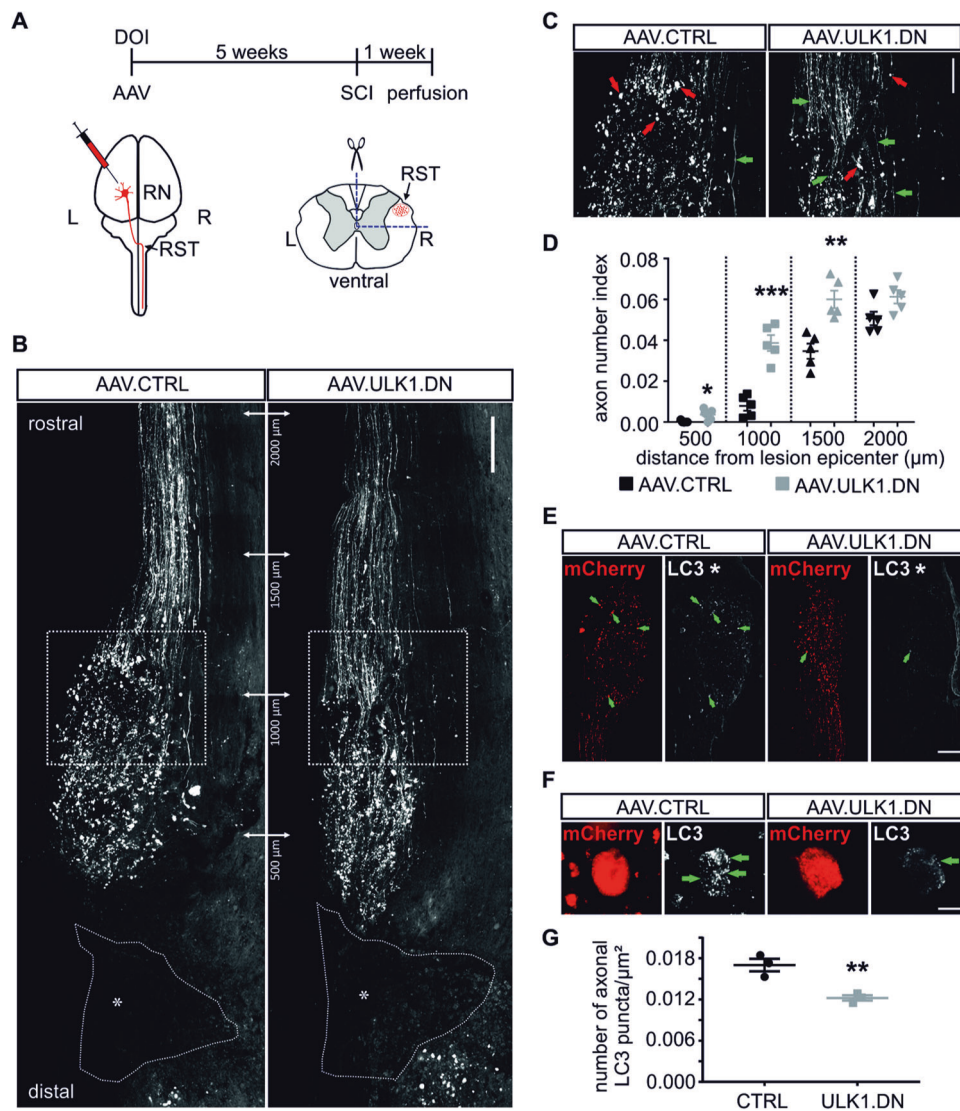 A
DOI
5 weeks
1 week
AAV
SCI
perfusion
RN
L
R
RST
RST
L
R
ventral
B
AAV.CTRL
AAV.ULK1.DN
rostral
2000 µm
1500 µm
1000 µm
500 µm
*
*
distal
C
AAV.CTRL
AAV.ULK1.DN
D
axon number index
0.08
0.06
0.04
0.02
0.00
*
***
**
500
1000
1500
2000
distance from lesion epicenter (µm)
AAV.CTRL
AAV.ULK1.DN
E
AAV.CTRL
AAV.ULK1.DN
mCherry
LC3 *
mCherry
LC3 *
F
AAV.CTRL
AAV.ULK1.DN
mCherry
LC3
mCherry
LC3
G
number of axonal
LC3 puncta/µm²
0.018
0.012
0.006
0.000
**
CTRL
ULK1.DN